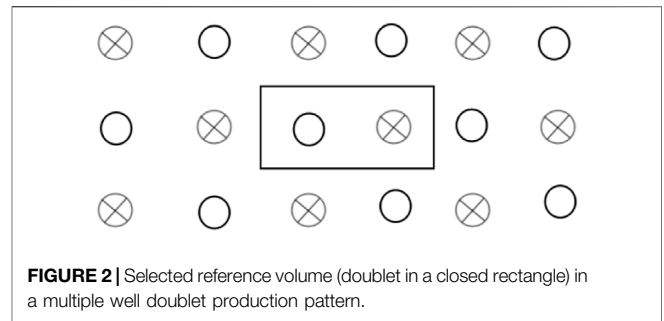 FIGURE 2 | Selected reference volume (doublet in a closed rectangle) in
a multiple well doublet production pattern.